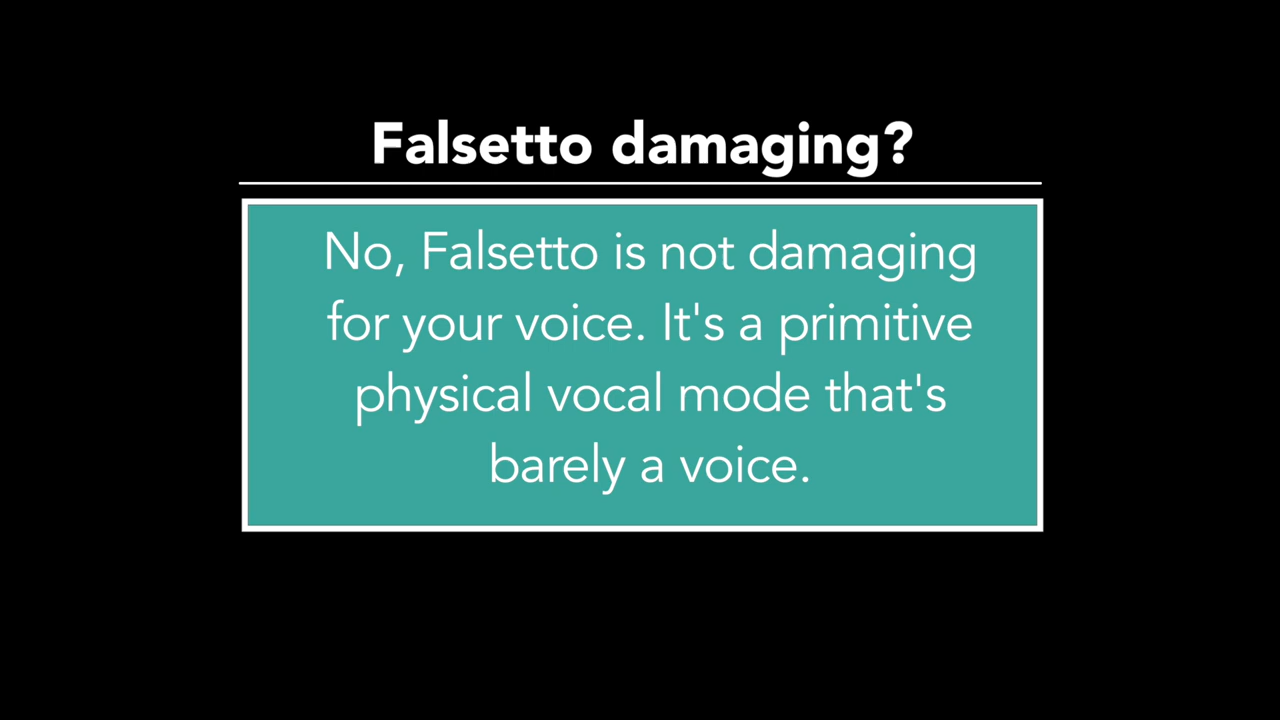 Falsetto damaging?
No, Falsetto is not damaging
for your voice. It's a primitive
physical vocal mode that's
barely a voice.